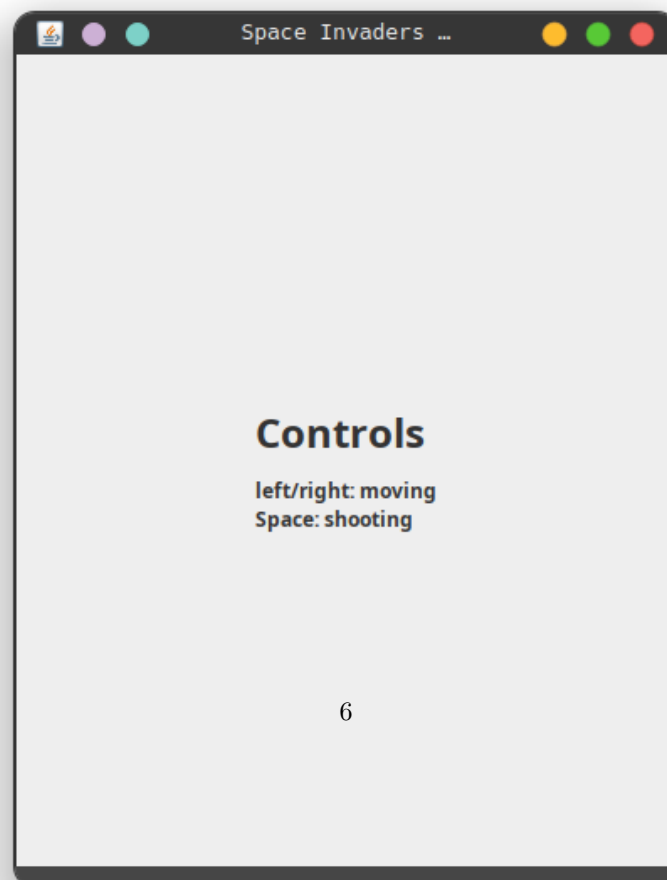 Space Invaders …
Controls
left/right: moving
Space: shooting
6